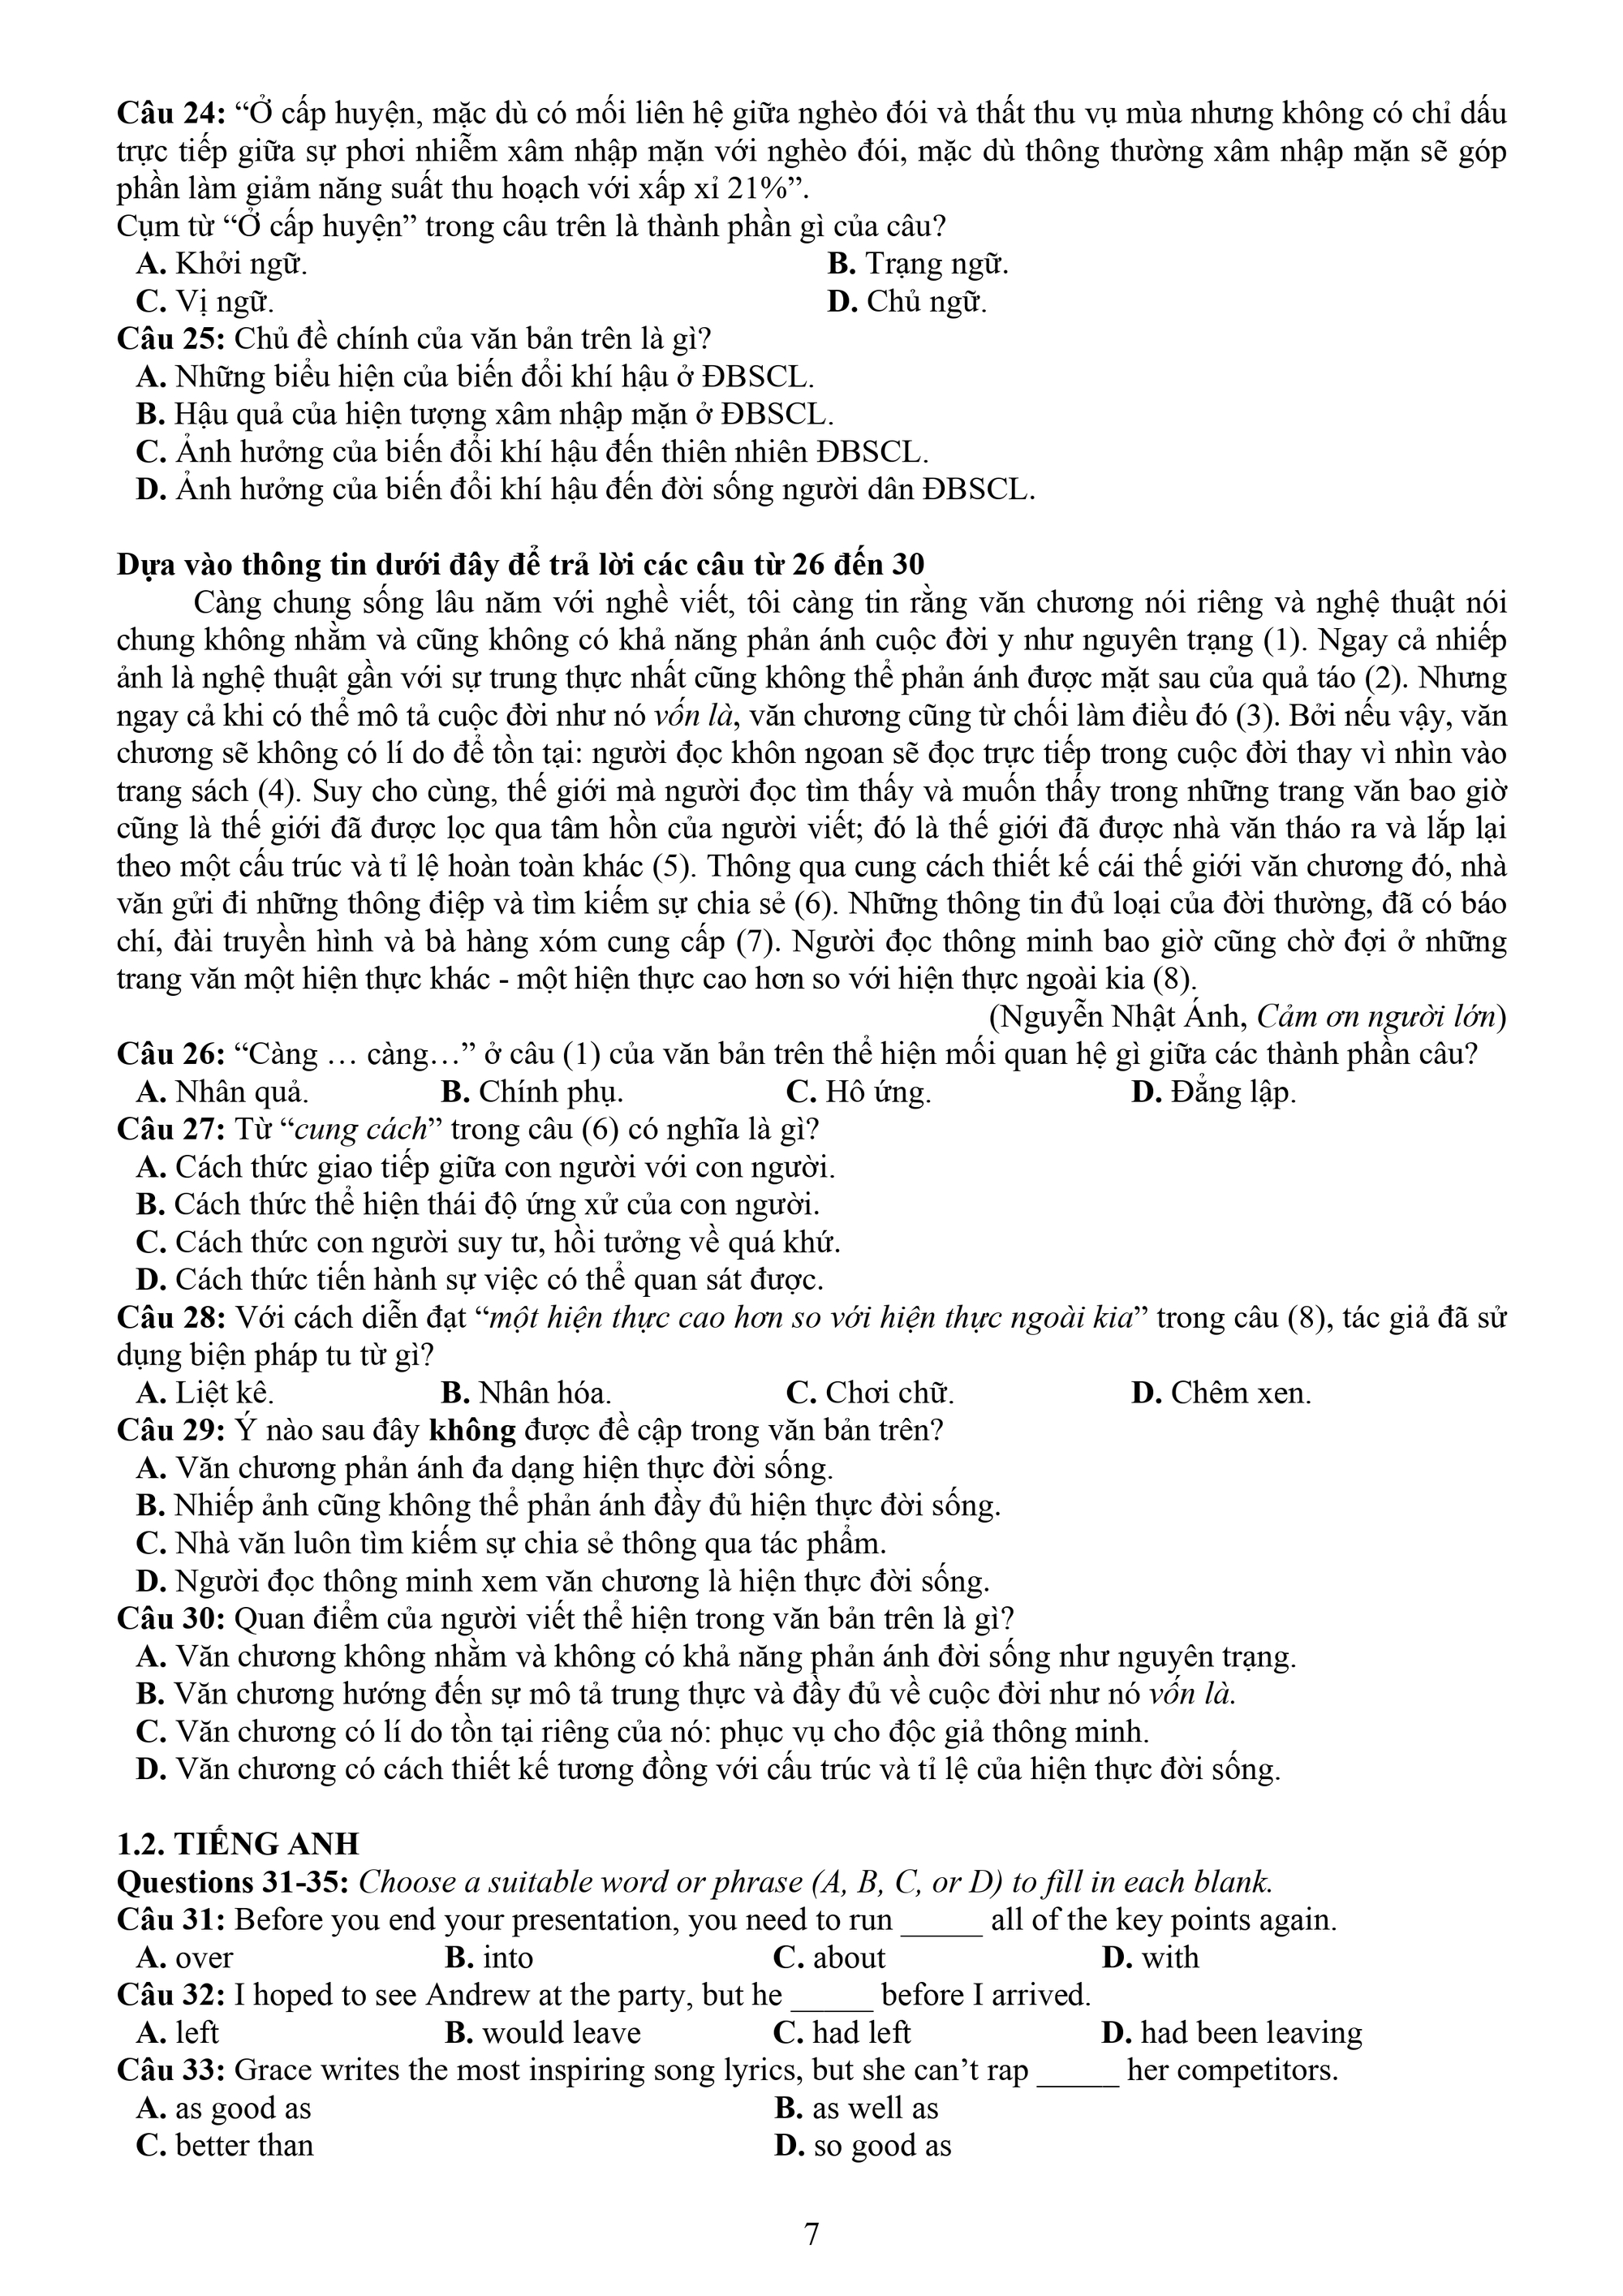 Câu 24: “Ở cấp huyện, mặc dù có mối liên hệ giữa nghèo đói và thất thu vụ mùa nhưng không có chỉ dấu
trực tiếp giữa sự phơi nhiễm xâm nhập mặn với nghèo đói, mặc dù thông thường xâm nhập mặn sẽ góp
phần làm giảm năng suất thu hoạch với xấp xỉ 21%”.
Cụm từ “Ở cấp huyện” trong câu trên là thành phần gì của câu?
A. Khởi ngữ. B. Trạng ngữ.
C. Vị ngữ. D. Chủ ngữ.
Câu 25: Chủ đề chính của văn bản trên là gì?
A. Những biểu hiện của biến đổi khí hậu ở ĐBSCL.
B. Hậu quả của hiện tượng xâm nhập mặn ở ĐBSCL.
C. Ảnh hưởng của biến đổi khí hậu đến thiên nhiên ĐBSCL.
D. Ảnh hưởng của biến đổi khí hậu đến đời sống người dân ĐBSCL.
Dựa vào thông tin dưới đây để trả lời các câu từ 26 đến 30
Càng chung sống lâu năm với nghề viết, tôi càng tin rằng văn chương nói riêng và nghệ thuật nói
chung không nhằm và cũng không có khả năng phản ánh cuộc đời y như nguyên trạng (1). Ngay cả nhiếp
ảnh là nghệ thuật gần với sự trung thực nhất cũng không thể phản ánh được mặt sau của quả táo (2). Nhưng
ngay cả khi có thể mô tả cuộc đời như nó vốn là, văn chương cũng từ chối làm điều đó (3). Bởi nếu vậy, văn
chương sẽ không có lí do để tồn tại: người đọc khôn ngoan sẽ đọc trực tiếp trong cuộc đời thay vì nhìn vào
trang sách (4). Suy cho cùng, thế giới mà người đọc tìm thấy và muốn thấy trong những trang văn bao giờ
cũng là thế giới đã được lọc qua tâm hồn của người viết; đó là thế giới đã được nhà văn tháo ra và lắp lại
theo một cấu trúc và tỉ lệ hoàn toàn khác (5). Thông qua cung cách thiết kế cái thế giới văn chương đó, nhà
văn gửi đi những thông điệp và tìm kiếm sự chia sẻ (6). Những thông tin đủ loại của đời thường, đã có báo
chí, đài truyền hình và bà hàng xóm cung cấp (7). Người đọc thông minh bao giờ cũng chờ đợi ở những
trang văn một hiện thực khác - một hiện thực cao hơn so với hiện thực ngoài kia (8).
(Nguyễn Nhật Ánh, Cảm ơn người lớn)
Câu 26: “Càng … càng…” ở câu (1) của văn bản trên thể hiện mối quan hệ gì giữa các thành phần câu?
A. Nhân quả. B. Chính phụ. C. Hô ứng. D. Đẳng lập.
Câu 27: Từ “cung cách” trong câu (6) có nghĩa là gì?
A. Cách thức giao tiếp giữa con người với con người.
B. Cách thức thể hiện thái độ ứng xử của con người.
C. Cách thức con người suy tư, hồi tưởng về quá khứ.
D. Cách thức tiến hành sự việc có thể quan sát được.
Câu 28: Với cách diễn đạt “một hiện thực cao hơn so với hiện thực ngoài kia” trong câu (8), tác giả đã sử
dụng biện pháp tu từ gì?
A. Liệt kê. B. Nhân hóa. C. Chơi chữ. D. Chêm xen.
Câu 29: Ý nào sau đây không được đề cập trong văn bản trên?
A. Văn chương phản ánh đa dạng hiện thực đời sống.
B. Nhiếp ảnh cũng không thể phản ánh đầy đủ hiện thực đời sống.
C. Nhà văn luôn tìm kiếm sự chia sẻ thông qua tác phẩm.
D. Người đọc thông minh xem văn chương là hiện thực đời sống.
Câu 30: Quan điểm của người viết thể hiện trong văn bản trên là gì?
A. Văn chương không nhằm và không có khả năng phản ánh đời sống như nguyên trạng.
B. Văn chương hướng đến sự mô tả trung thực và đầy đủ về cuộc đời như nó vốn là.
C. Văn chương có lí do tồn tại riêng của nó: phục vụ cho độc giả thông minh.
D. Văn chương có cách thiết kế tương đồng với cấu trúc và tỉ lệ của hiện thực đời sống.
1.2. TIẾNG ANH
Questions 31-35: Choose a suitable word or phrase (A, B, C, or D) to fill in each blank.
Câu 31: Before you end your presentation, you need to run _____ all of the key points again.
A. over B. into C. about D. with
Câu 32: I hoped to see Andrew at the party, but he _____ before I arrived.
A. left B. would leave C. had left D. had been leaving
Câu 33: Grace writes the most inspiring song lyrics, but she can’t rap _____ her competitors.
A. as good as B. as well as
C. better than D. so good as
7